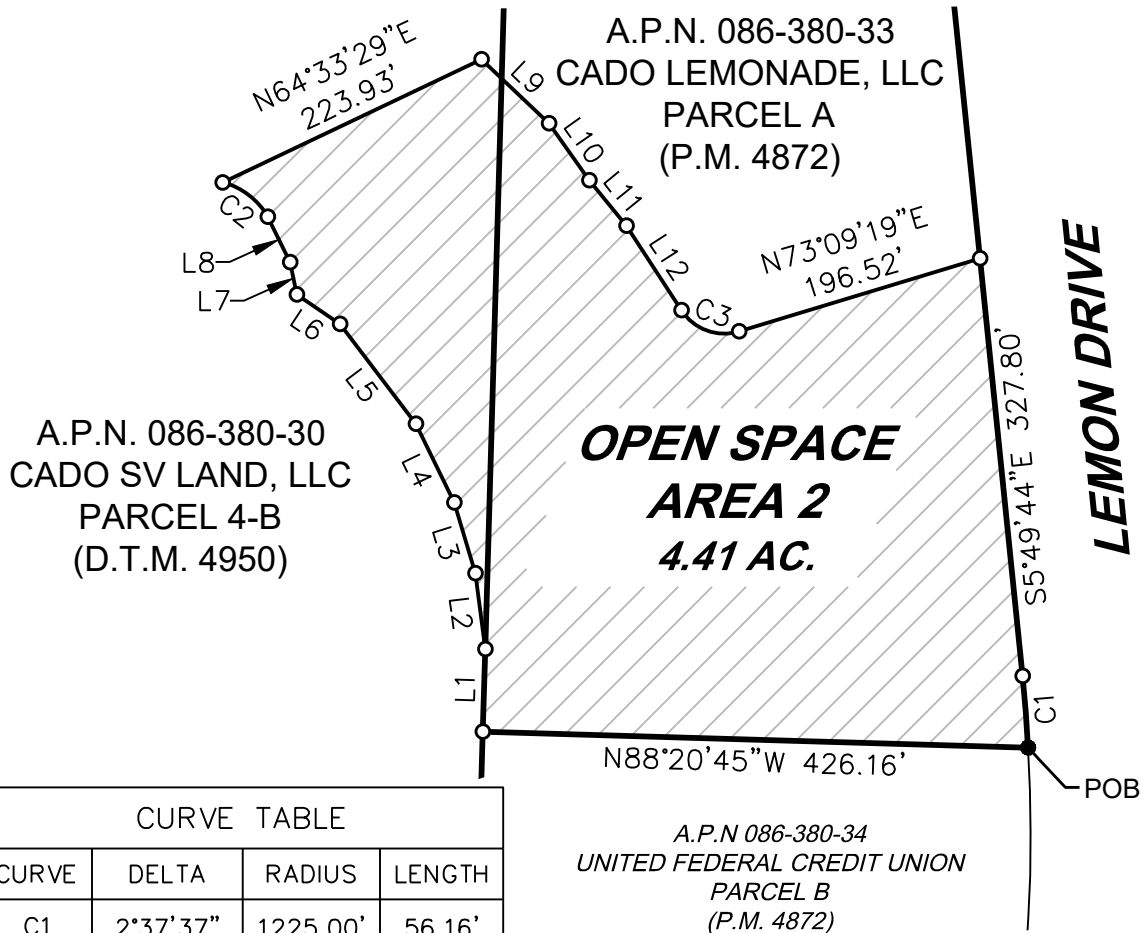 A.P.N. 086-380-33
CADO LEMONADE, LLC
PARCEL A
(P.M. 4872)
N64°33'29"E
223.93'
L9
L10
L11
L12
C3
N73°09'19"E
196.52'
C2
L8
L7
L6
L5
L4
L3
L2
L1
LEMON DRIVE
S5°49'44"E 327.80'
A.P.N. 086-380-30
CADO SV LAND, LLC
PARCEL 4-B
(D.T.M. 4950)
OPEN SPACE
AREA 2
4.41 AC.
C1
N88°20'45"W 426.16'
POB
A.P.N 086-380-34
UNITED FEDERAL CREDIT UNION
PARCEL B
(P.M. 4872)
CURVE TABLE
CURVE DELTA RADIUS LENGTH
C1 2°37'37" 1225.00' 56.16'